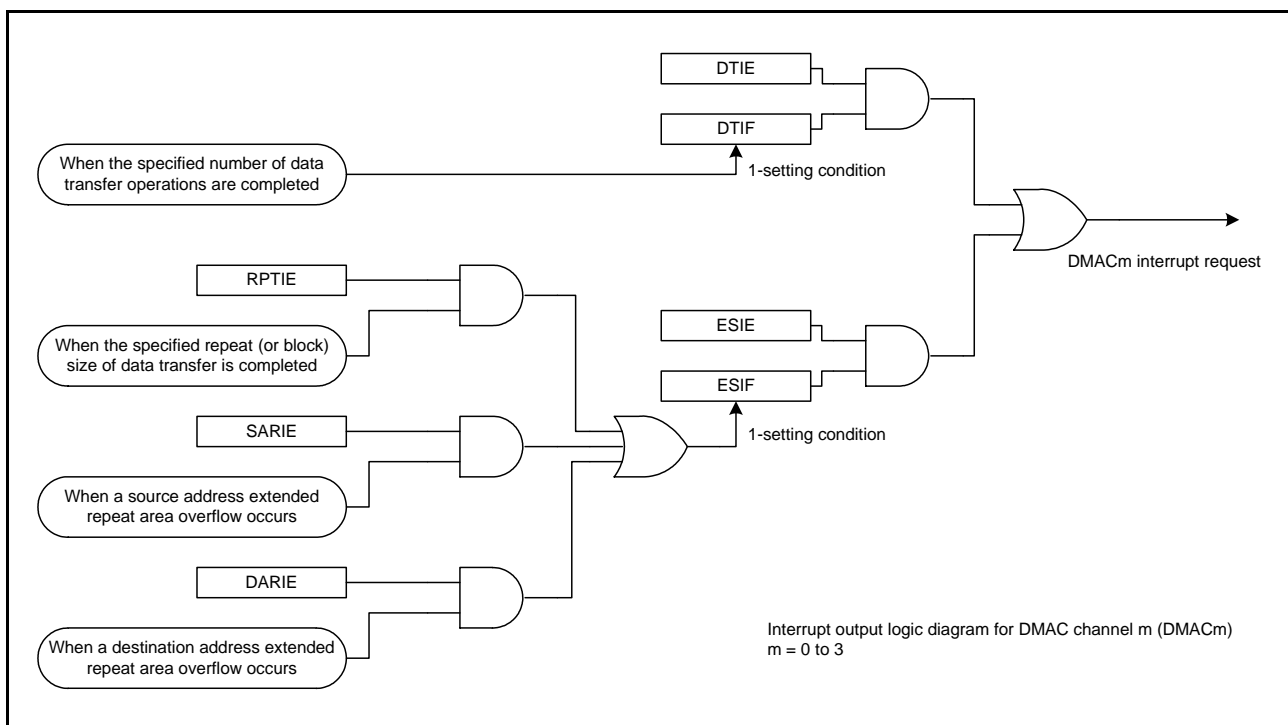 DTIE
DTIF
When the specified number of data
transfer operations are completed
1-setting condition
DMACm interrupt request
RPTIE
When the specified repeat (or block)
size of data transfer is completed
ESIE
ESIF
1-setting condition
SARIE
When a source address extended
repeat area overflow occurs
DARIE
When a destination address extended
repeat area overflow occurs
Interrupt output logic diagram for DMAC channel m (DMACm)
m = 0 to 3